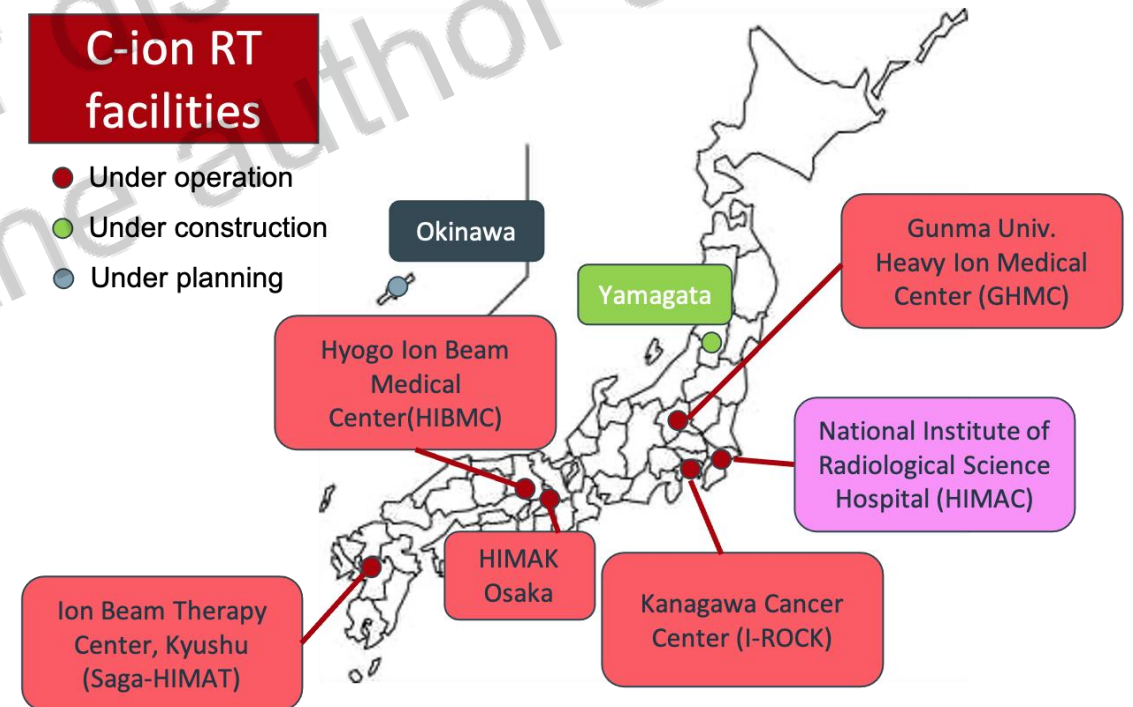 C-ion RT
facilities
Under operation
Under construction
Under planning
Okinawa
Yamagata
Gunma Univ.
Heavy Ion Medical
Center (GHMC)
Hyogo Ion Beam
Medical
Center(HIBMC)
National Institute of
Radiological Science
Hospital (HIMAC)
HIMAK
Osaka
Kanagawa Cancer
Center (I-ROCK)
Ion Beam Therapy
Center, Kyushu
(Saga-HIMAT)
author